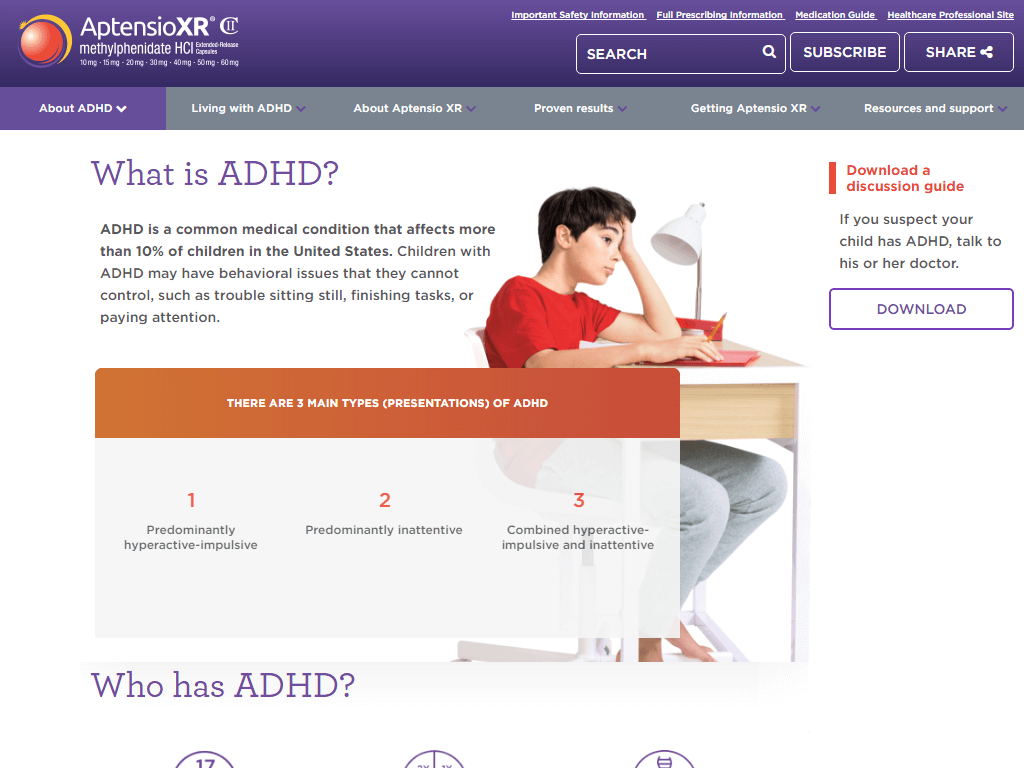 Important Safety Information Full Prescribing Information Medication Guide Healthcare Professional Site
AptensioXR® CII
methylphenidate HCl Extended-Release Capsules
10 mg · 15 mg · 20 mg · 30 mg · 40 mg · 50 mg · 60 mg
SEARCH SUBSCRIBE SHARE
About ADHD Living with ADHD About Aptensio XR Proven results Getting Aptensio XR Resources and support
What is ADHD?
ADHD is a common medical condition that affects more
than 10% of children in the United States. Children with
ADHD may have behavioral issues that they cannot
control, such as trouble sitting still, finishing tasks, or
paying attention.
Download a
discussion guide
If you suspect your
child has ADHD, talk to
his or her doctor.
DOWNLOAD
THERE ARE 3 MAIN TYPES (PRESENTATIONS) OF ADHD
1
Predominantly
hyperactive-impulsive
2
Predominantly inattentive
3
Combined hyperactive-
impulsive and inattentive
Who has ADHD?
17
2X 1X